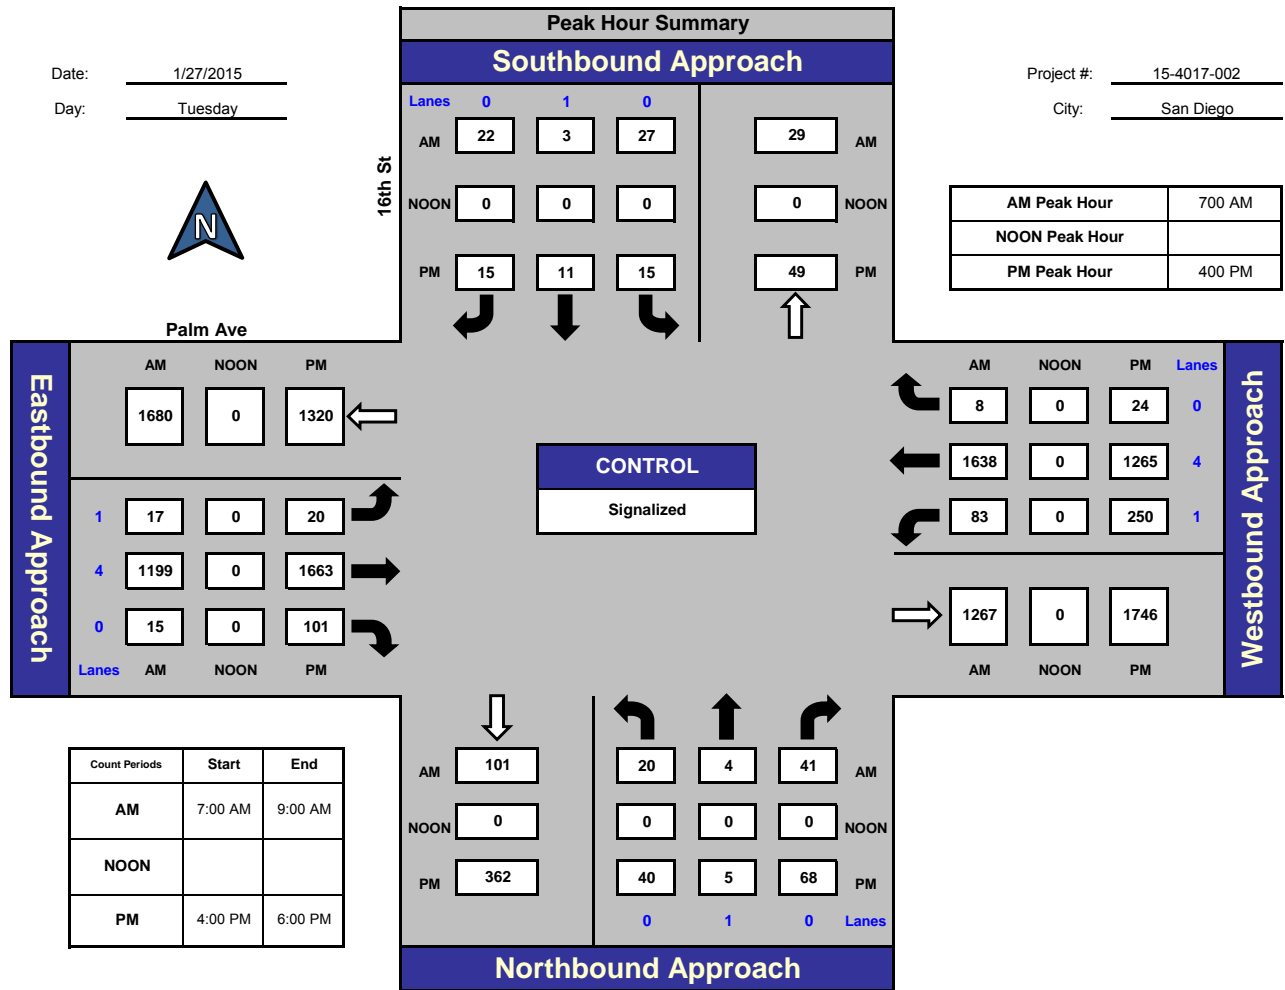 Peak Hour Summary
Southbound Approach
Date: 1/27/2015
Day: Tuesday
Project #: 15-4017-002
City: San Diego
Lanes 0 1 0
AM 22 3 27 29 AM
NOON 0 0 0 0 NOON
PM 15 11 15 49 PM
16th St
N
AM Peak Hour 700 AM
NOON Peak Hour
PM Peak Hour 400 PM
Palm Ave
Eastbound Approach
AM NOON PM
1680 0 1320
1 17 0 20
4 1199 0 1663
0 15 0 101
Lanes AM NOON PM
CONTROL
Signalized
AM NOON PM Lanes
8 0 24 0
1638 0 1265 4
83 0 250 1
1267 0 1746
AM NOON PM
Westbound Approach
Count Periods Start End
AM 7:00 AM 9:00 AM
NOON
PM 4:00 PM 6:00 PM
AM 101 20 4 41 AM
NOON 0 0 0 0 NOON
PM 362 40 5 68 PM
0 1 0 Lanes
Northbound Approach